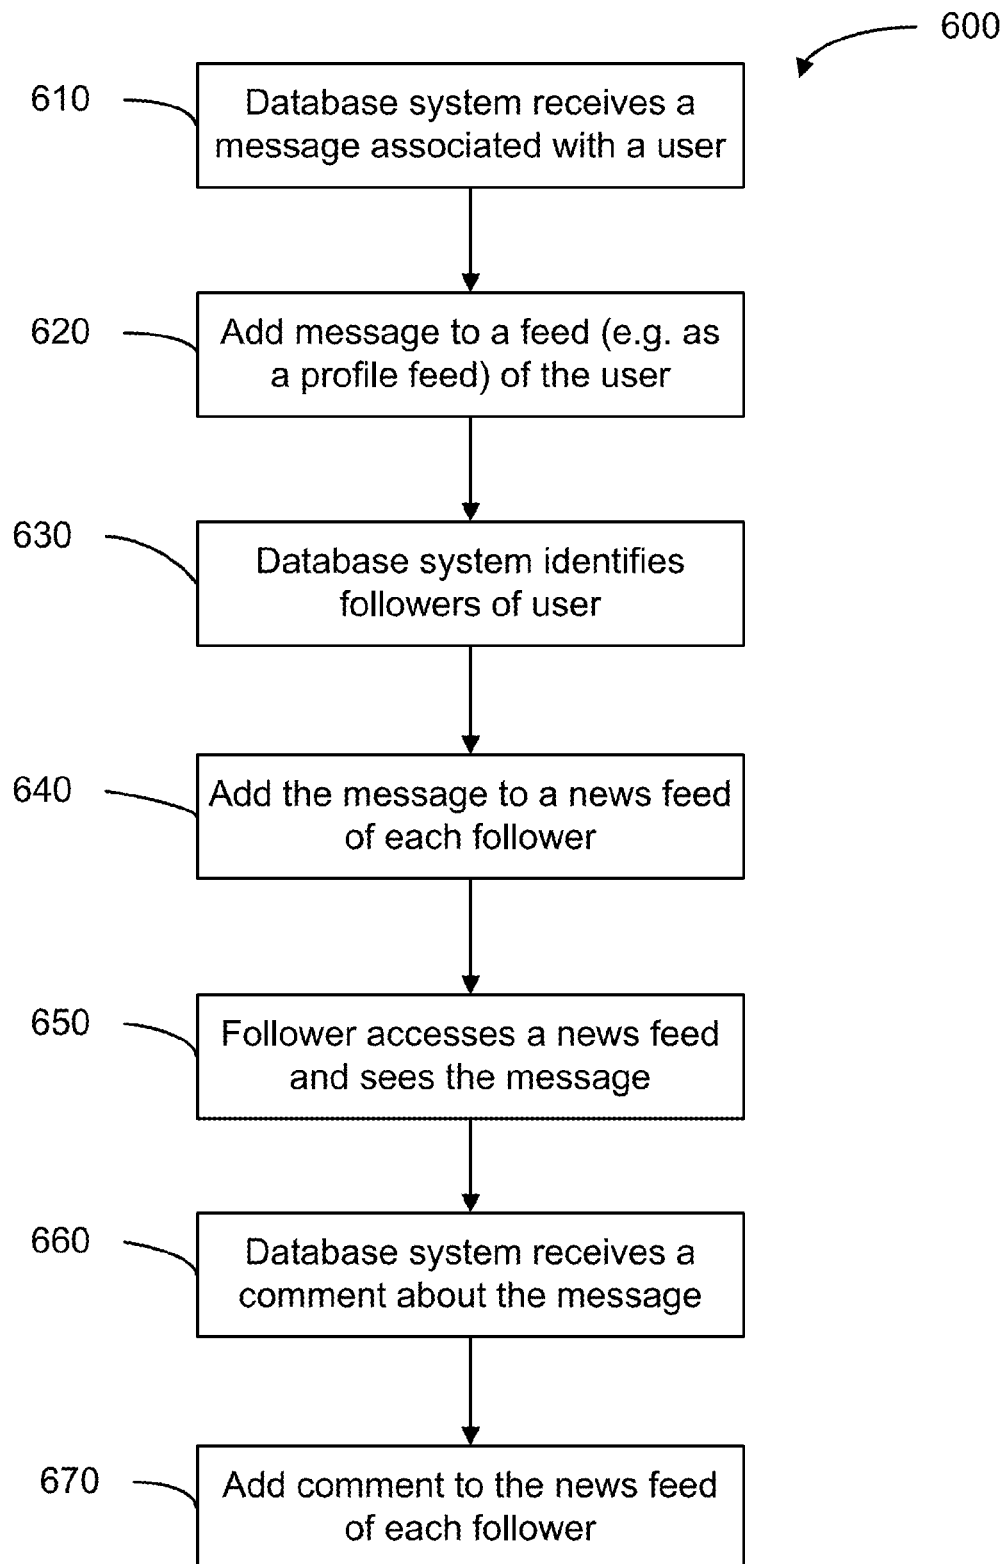 600
610
Database system receives a
message associated with a user
620
Add message to a feed (e.g. as
a profile feed) of the user
630
Database system identifies
followers of user
640
Add the message to a news feed
of each follower
650
Follower accesses a news feed
and sees the message
660
Database system receives a
comment about the message
670
Add comment to the news feed
of each follower